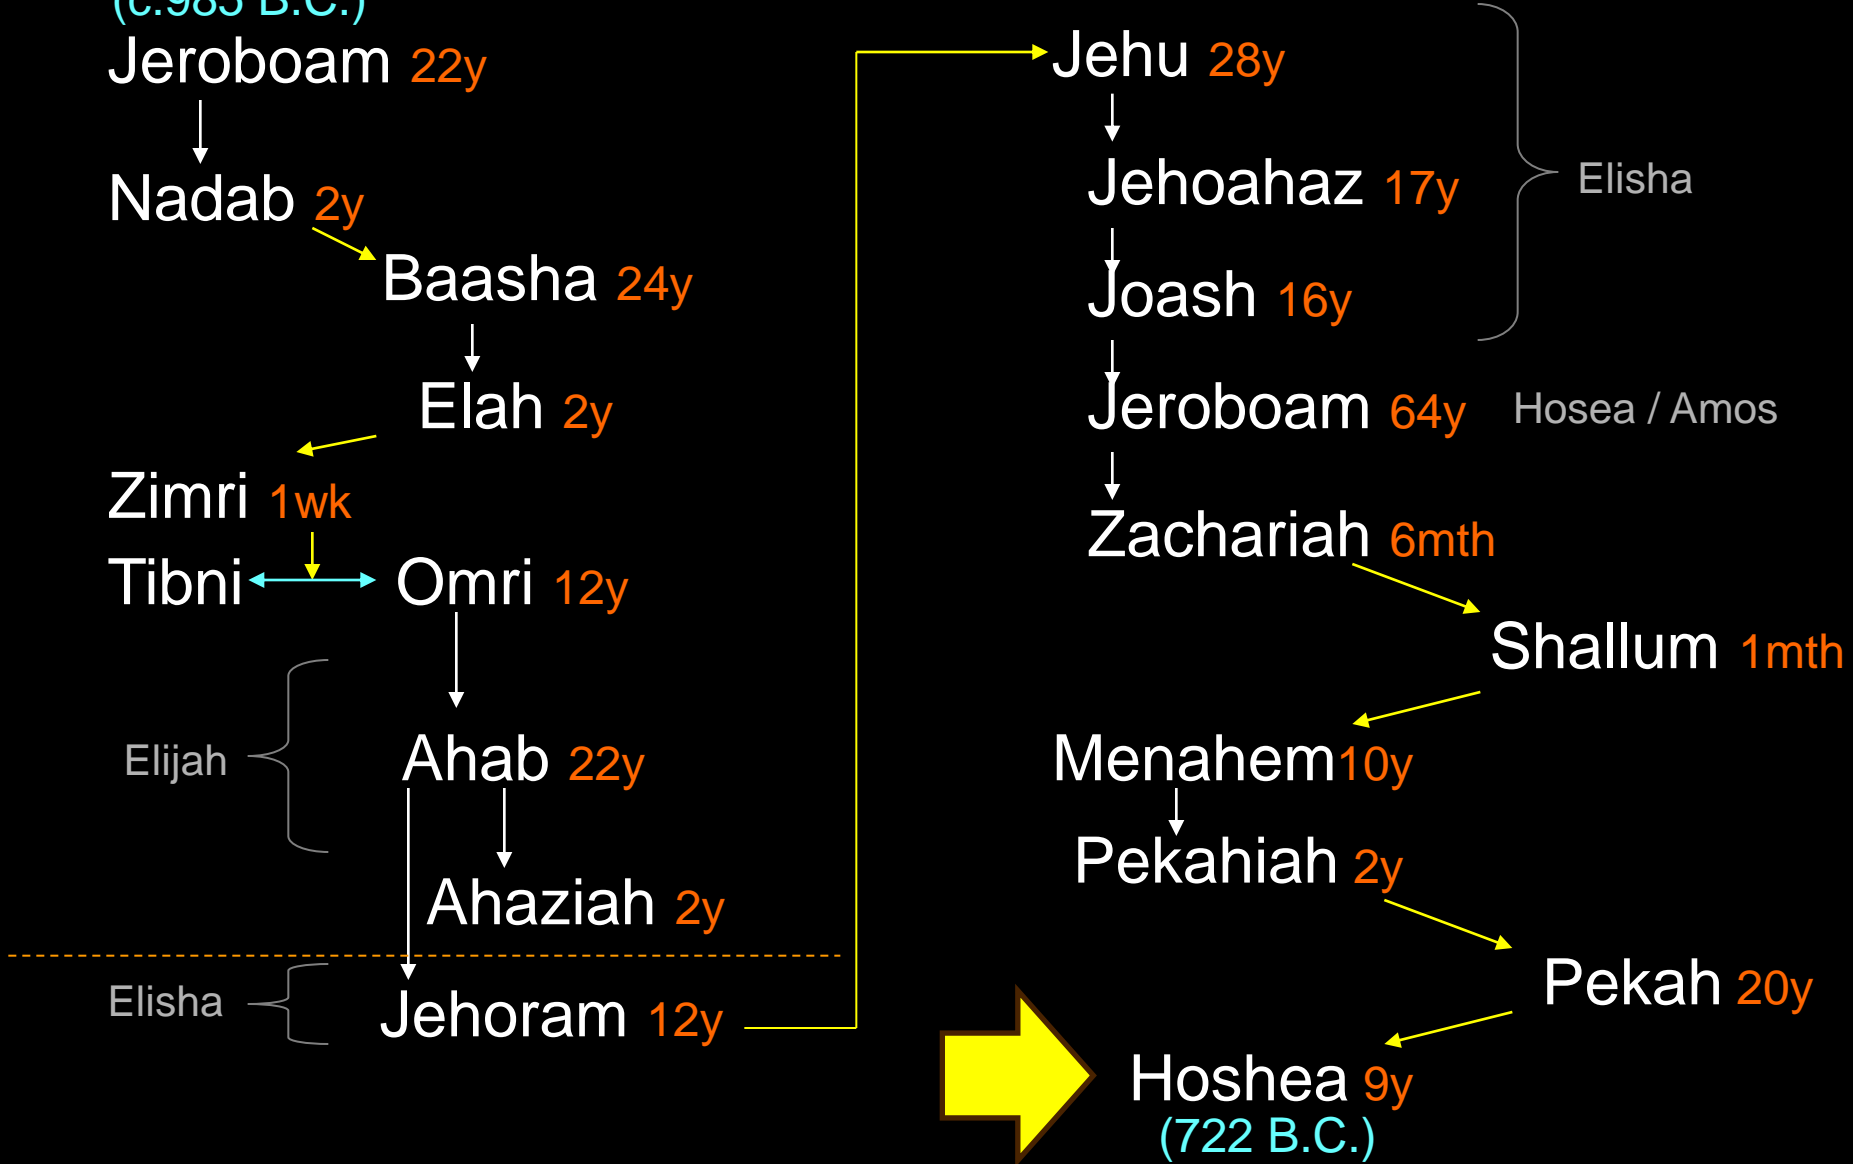 (c.985 B.C.)
Jeroboam 22y
Nadab 2y
Baasha 24y
Elah 2y
Zimri 1wk
Tibni
Omri 12y
Elijah
Ahab 22y
Ahaziah 2y
Elisha
Jehoram 12y
Jehu 28y
Jehoahaz 17y
Elisha
Joash 16y
Jeroboam 64y
Hosea / Amos
Zachariah 6mth
Shallum 1mth
Menahem10y
Pekahiah 2y
Pekah 20y
Hoshea 9y
(722 B.C.)